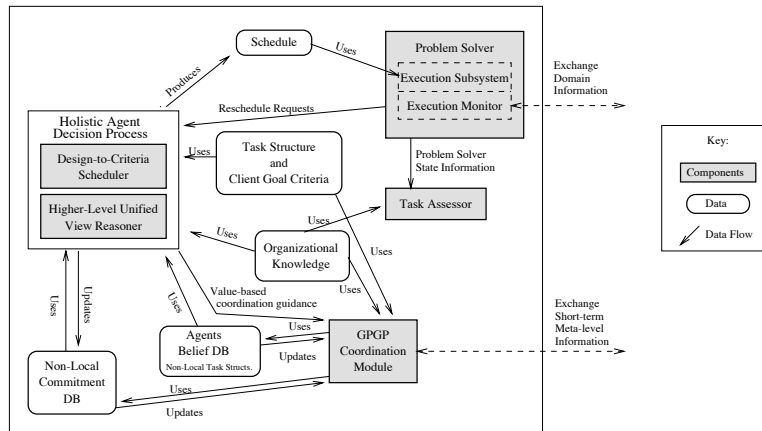 Schedule
Uses
Produces
Problem Solver
Execution Subsystem
Execution Monitor
Exchange
Domain
Information
Reschedule Requests
Holistic Agent
Decision Process
Design-to-Criteria
Scheduler
Higher-Level Unified
View Reasoner
Uses
Task Structure
and
Client Goal Criteria
Problem Solver
State Information
Task Assessor
Key:
Components
Data
Data Flow
Uses
Uses
Organizational
Knowledge
Uses
Uses
Uses
Updates
Uses
Value-based
coordination guidance
Exchange
Short-term
Meta-level
Information
Agents
Belief DB
Non-Local Task Structs.
Uses
Updates
GPGP
Coordination
Module
Non-Local
Commitment
DB
Uses
Updates